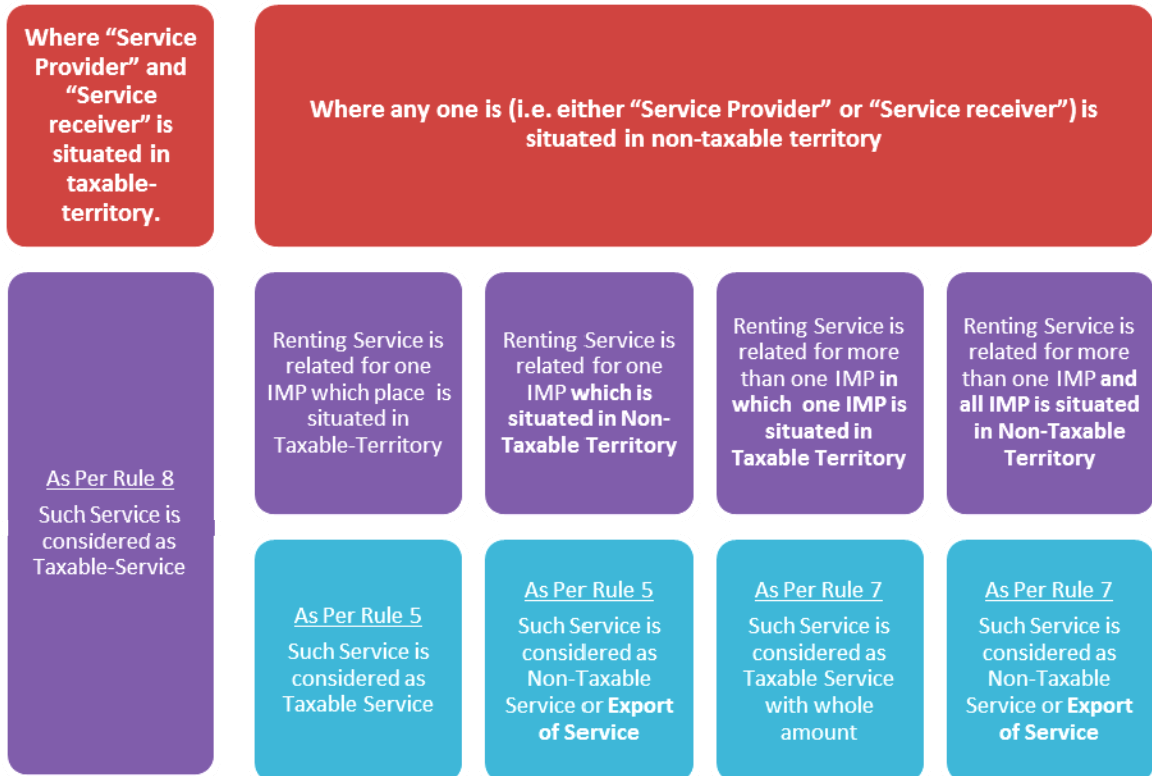 Where “Service
Provider” and
“Service
receiver” is
situated in
taxable-
territory.
Where any one is (i.e. either “Service Provider” or “Service receiver”) is
situated in non-taxable territory
As Per Rule 8
Such Service is
considered as
Taxable-Service
Renting Service is
related for one
IMP which place is
situated in
Taxable-Territory
Renting Service is
related for one
IMP which is
situated in Non-
Taxable Territory
Renting Service is
related for more
than one IMP in
which one IMP is
situated in
Taxable Territory
Renting Service is
related for more
than one IMP and
all IMP is situated
in Non-Taxable
Territory
As Per Rule 5
Such Service is
considered as
Taxable Service
As Per Rule 5
Such Service is
considered as
Non-Taxable
Service or Export
of Service
As Per Rule 7
Such Service is
considered as
Taxable Service
with whole
amount
As Per Rule 7
Such Service is
considered as
Non-Taxable
Service or Export
of Service